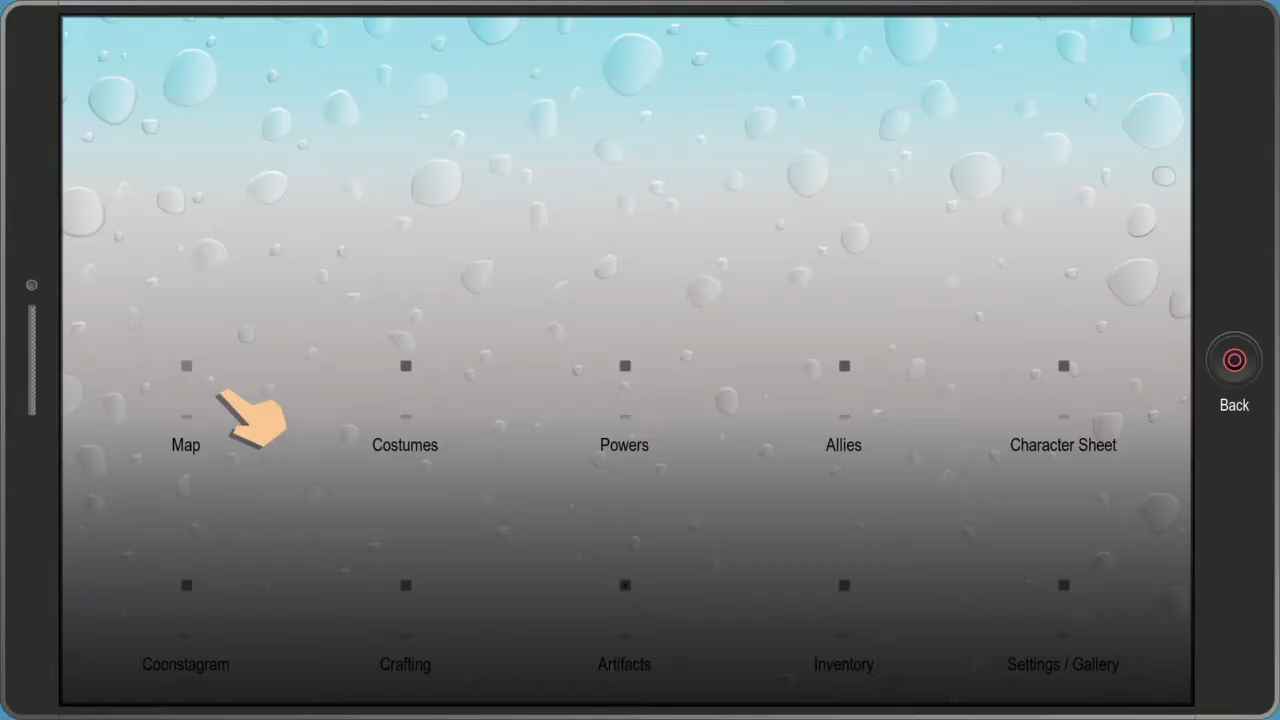 Back
Map
Costumes
Powers
Allies
Character Sheet
Coonstagram
Crafting
Artifacts
Inventory
Settings / Gallery